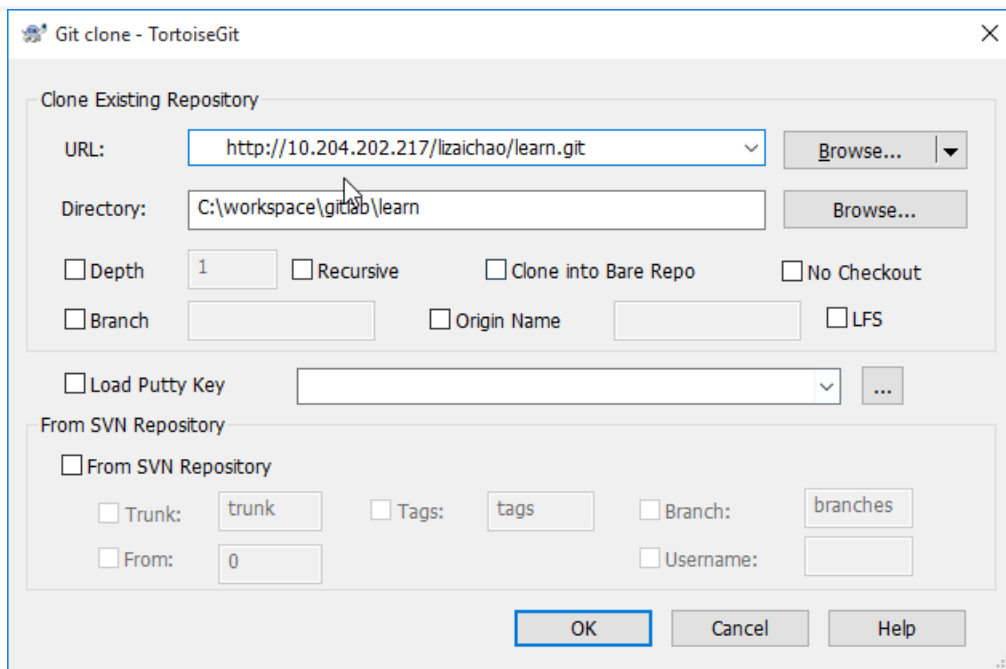 Git clone - TortoiseGit
Clone Existing Repository
URL: http://10.204.202.217/lizaichao/learn.git Browse...
Directory: C:\workspace\gitlab\learn Browse...
Depth 1 Recursive Clone into Bare Repo No Checkout
Branch Origin Name LFS
Load Putty Key ...
From SVN Repository
From SVN Repository
Trunk: trunk Tags: tags Branch: branches
From: 0 Username:
OK Cancel Help